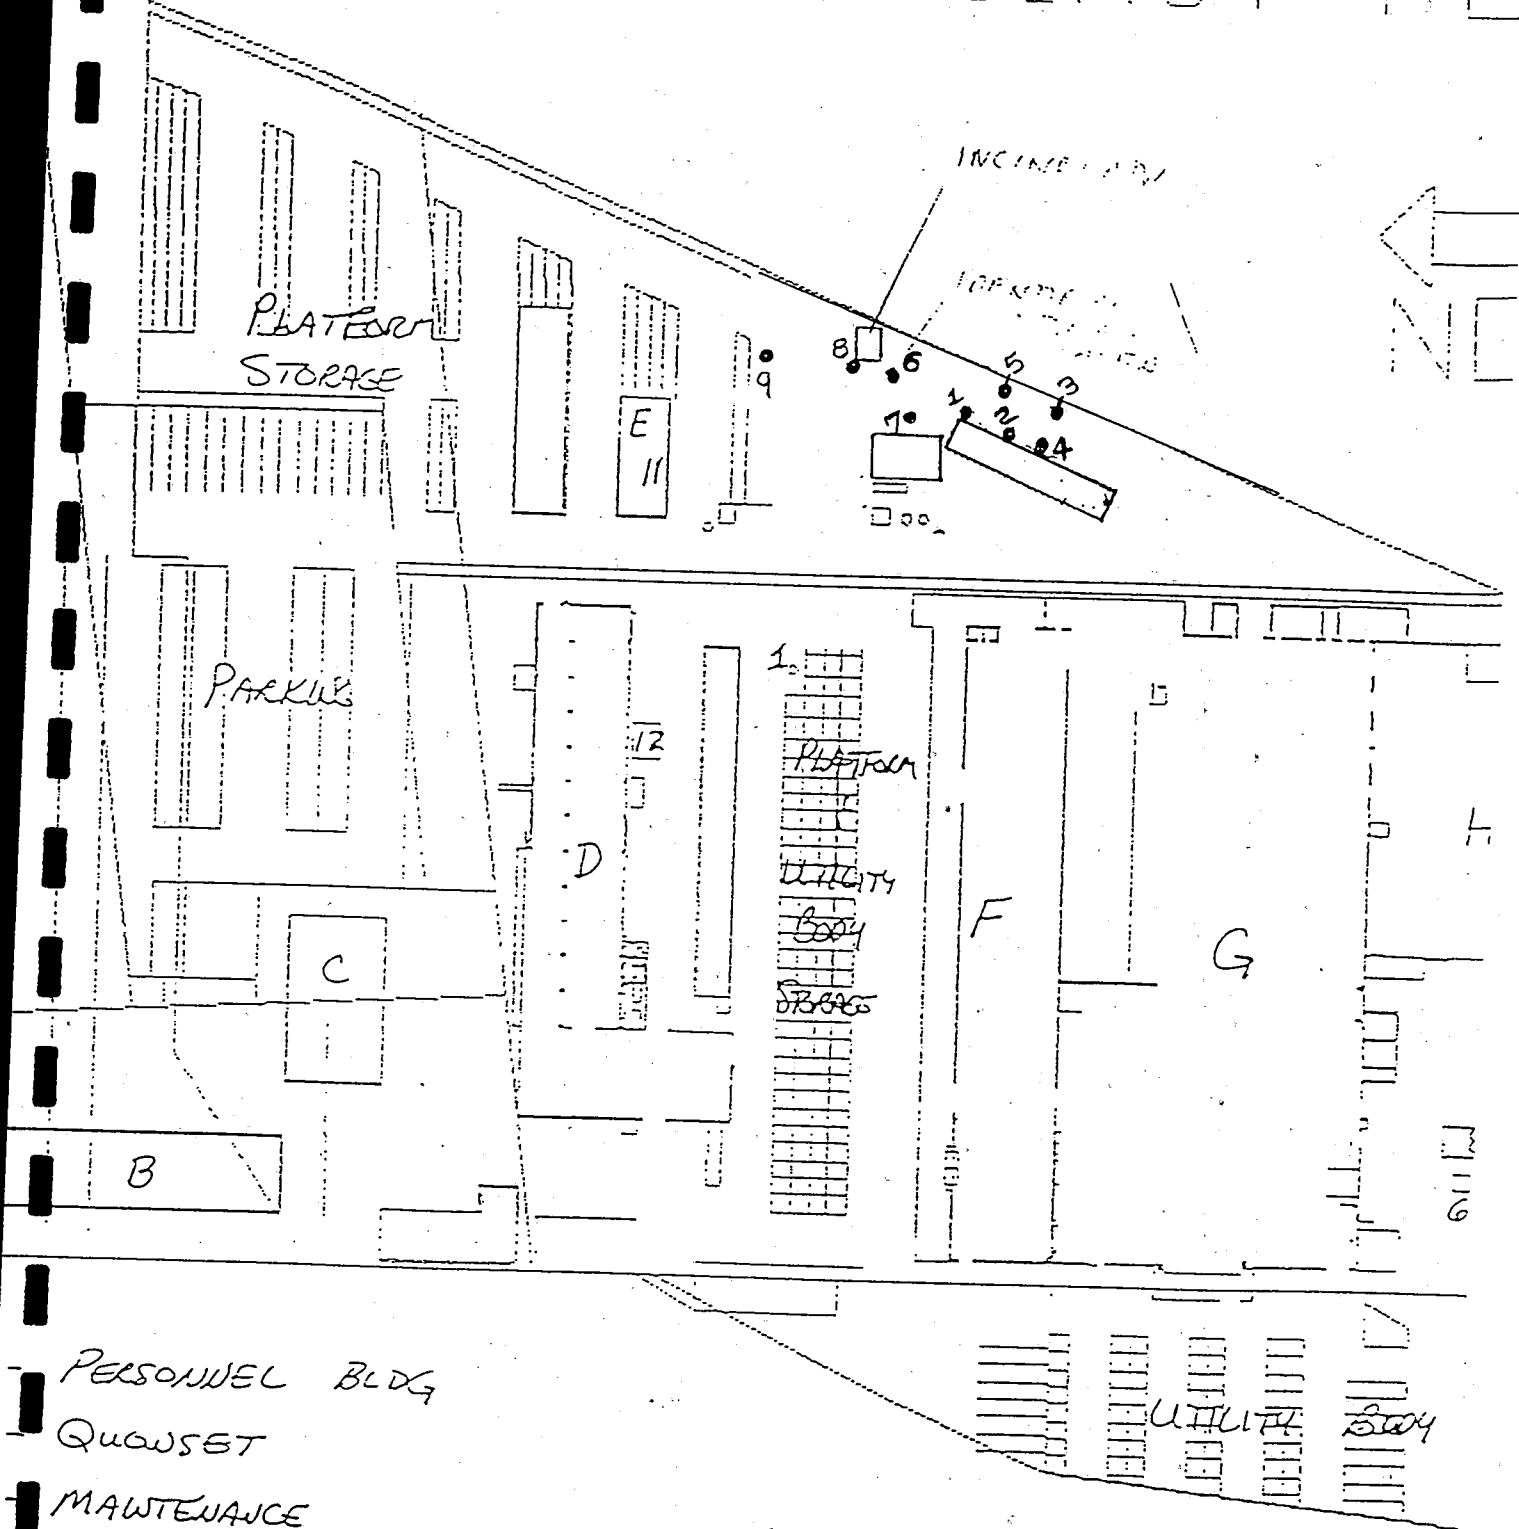 PLATFORM
STORAGE
8
6
9
5
3
1
2
7
4
E
11
PARKING
1
12
PLATFORM
UTILITY
BODY
STORAGE
D
F
G
C
B
6
PERSONNEL BLDG
QUONSET
MAINTENANCE
UTILITY BODY